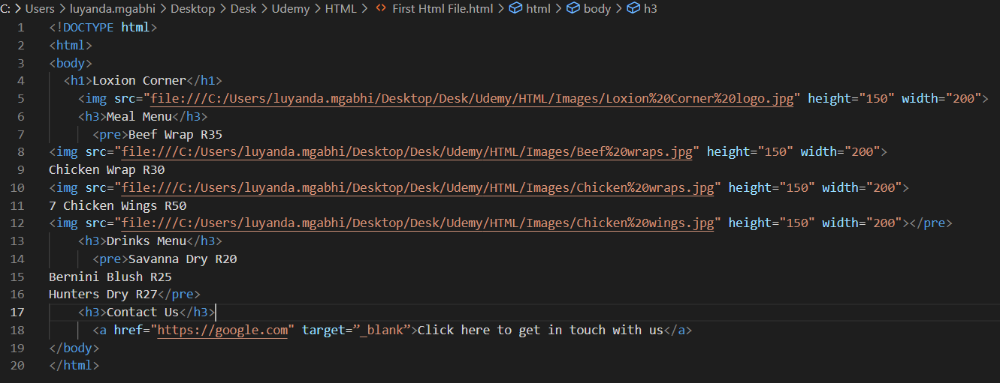 C: > Users > luyanda.mgabhi > Desktop > Desk > Udemy > HTML > <> First Html File.html > html > body > h3
1 <!DOCTYPE html>
2 <html>
3 <body>
4   <h1>Loxion Corner</h1>
5     <img src="file:///C:/Users/luyanda.mgabhi/Desktop/Desk/Udemy/HTML/Images/Loxion%20Corner%20logo.jpg" height="150" width="200">
6     <h3>Meal Menu</h3>
7       <pre>Beef Wrap R35
8 <img src="file:///C:/Users/luyanda.mgabhi/Desktop/Desk/Udemy/HTML/Images/Beef%20wraps.jpg" height="150" width="200">
9 Chicken Wrap R30
10 <img src="file:///C:/Users/luyanda.mgabhi/Desktop/Desk/Udemy/HTML/Images/Chicken%20wraps.jpg" height="150" width="200">
11 7 Chicken Wings R50
12 <img src="file:///C:/Users/luyanda.mgabhi/Desktop/Desk/Udemy/HTML/Images/Chicken%20wings.jpg" height="150" width="200"></pre>
13     <h3>Drinks Menu</h3>
14       <pre>Savanna Dry R20
15 Bernini Blush R25
16 Hunters Dry R27</pre>
17     <h3>Contact Us</h3>
18       <a href="https://google.com" target=”_blank”>Click here to get in touch with us</a>
19 </body>
20 </html>